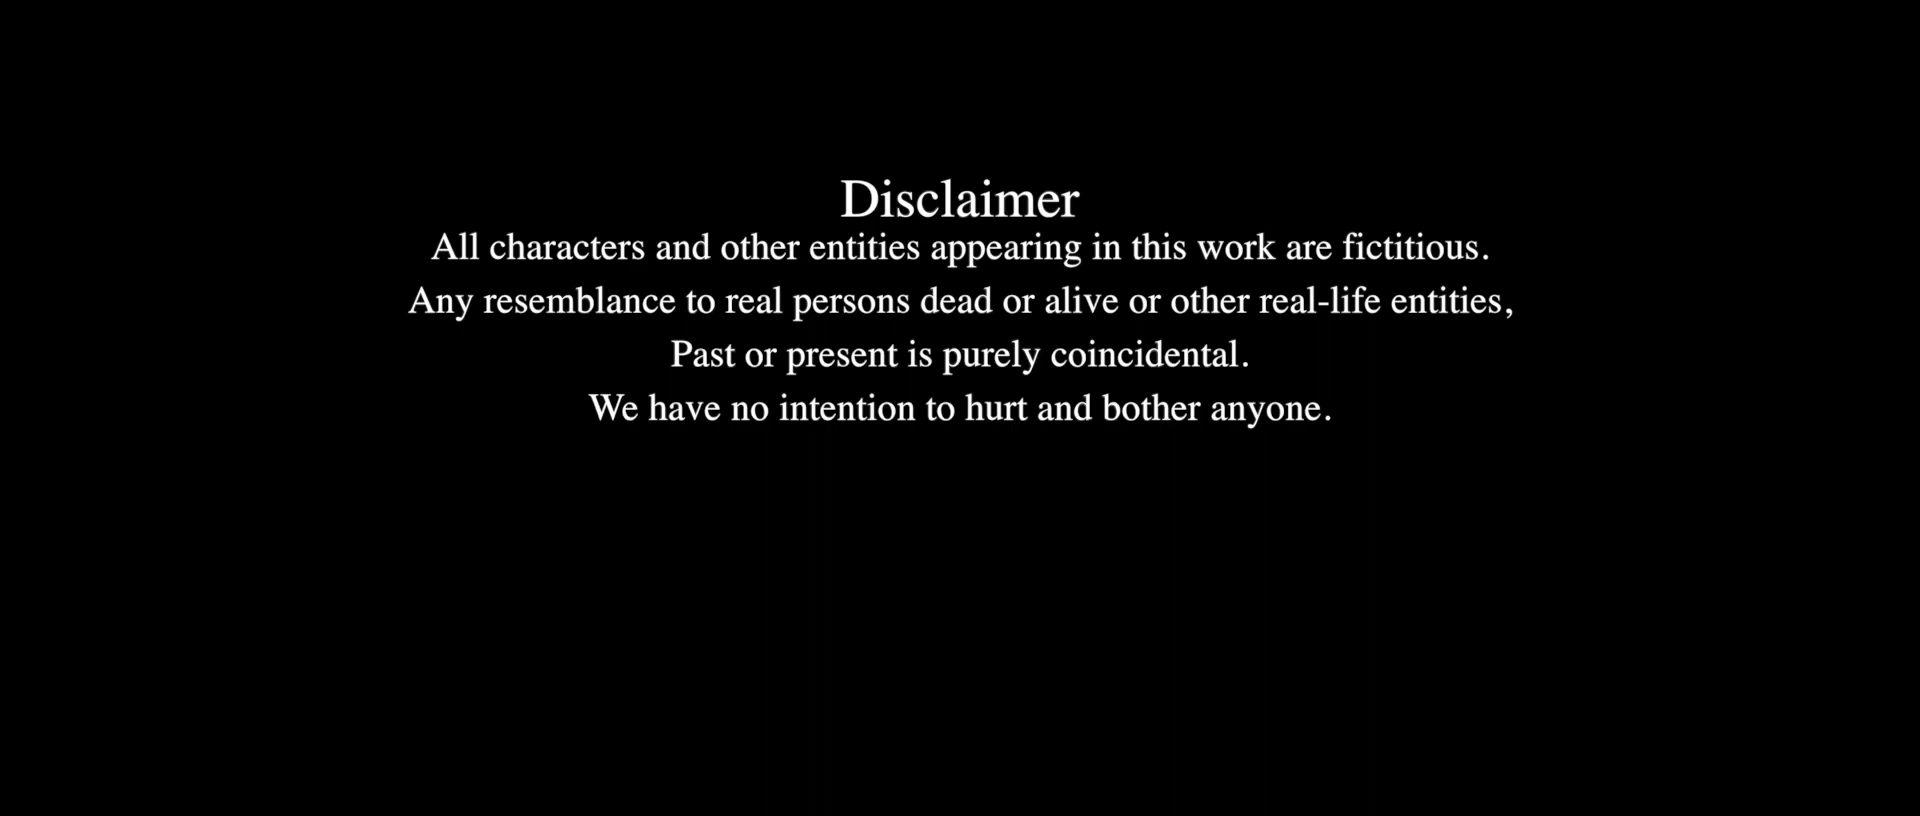 Disclaimer
All characters and other entities appearing in this work are fictitious.
Any resemblance to real persons dead or alive or other real-life entities,
Past or present is purely coincidental.
We have no intention to hurt and bother anyone.